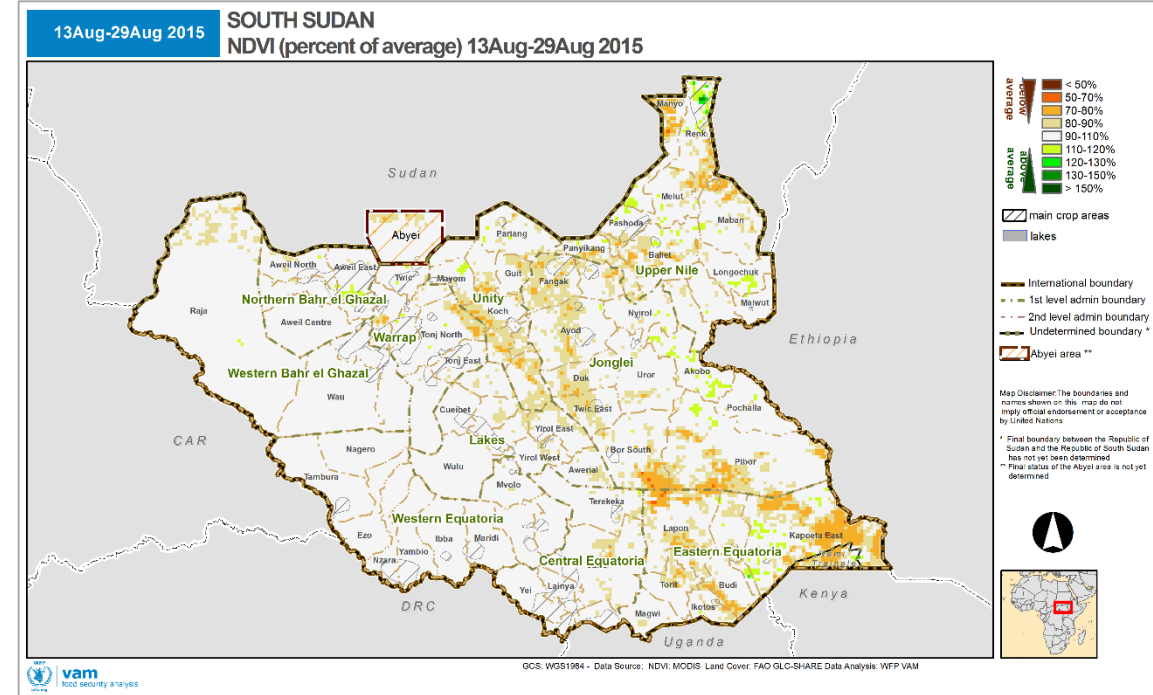 13Aug-29Aug 2015
SOUTH SUDAN
NDVI (percent of average) 13Aug-29Aug 2015
below average
< 50%
50-70%
70-80%
80-90%
90-110%
110-120%
120-130%
130-150%
> 150%
above average
main crop areas
lakes
International boundary
1st level admin boundary
2nd level admin boundary
Undetermined boundary *
Abyei area **
Map Disclaimer:The boundaries and
names shown on this map do not
imply official endorsement or acceptance
by United Nations
* Final boundary between the Republic of
Sudan and the Republic of South Sudan
has not yet been determined
** Final status of the Abyei area is not yet
determined
Manyo
Renk
Sudan
Melut
Maban
Fashoda
Abyei
Pariang
Panyikang
Baliet
Upper Nile
Longochuk
Maiwut
Aweil North
Aweil East
Twic
Mayom
Guit
Fangak
Northern Bahr el Ghazal
Unity
Koch
Nyirol
Raja
Aweil Centre
Warrap
Tonj North
Ayod
Ethiopia
Tonj East
Jonglei
Western Bahr el Ghazal
Duk
Uror
Akobo
Wau
Cueibet
Twic East
Pochalla
CAR
Lakes
Yirol East
Nagero
Wulu
Yirol West
Bor South
Pibor
Tambura
Mvolo
Awerial
Terekeka
Western Equatoria
Lapon
Kapoeta East
Ezo
Ibba
Maridi
Yambio
Central Equatoria
Eastern Equatoria
Nzara
Yei
Lainya
Torit
Budi
Kenya
DRC
Magwi
Ikotos
Uganda
GCS: WGS1984 - Data Source: NDVI: MODIS Land Cover: FAO GLC-SHARE Data Analysis: WFP VAM
WFP
wfp.org
vam
food security analysis